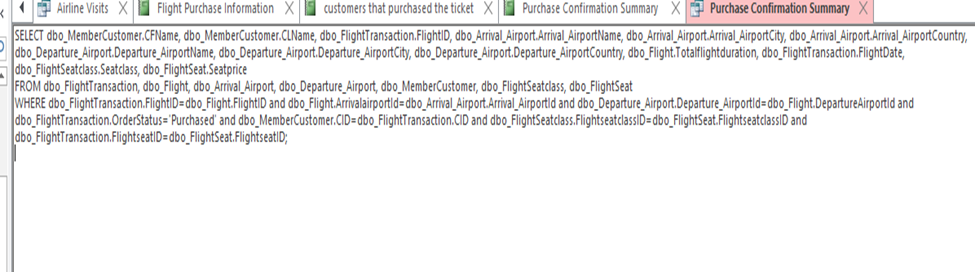 Airline Visits Flight Purchase Information customers that purchased the ticket Purchase Confirmation Summary Purchase Confirmation Summary
SELECT dbo_MemberCustomer.CFName, dbo_MemberCustomer.CLName, dbo_FlightTransaction.FlightID, dbo_Arrival_Airport.Arrival_AirportName, dbo_Arrival_Airport.Arrival_AirportCity, dbo_Arrival_Airport.Arrival_AirportCountry,
dbo_Departure_Airport.Departure_AirportName, dbo_Departure_Airport.Departure_AirportCity, dbo_Departure_Airport.Departure_AirportCountry, dbo_Flight.Totalflightduration, dbo_FlightTransaction.FlightDate,
dbo_FlightSeatclass.Seatclass, dbo_FlightSeat.Seatprice
FROM dbo_FlightTransaction, dbo_Flight, dbo_Arrival_Airport, dbo_Departure_Airport, dbo_MemberCustomer, dbo_FlightSeatclass, dbo_FlightSeat
WHERE dbo_FlightTransaction.FlightID=dbo_Flight.FlightID and dbo_Flight.ArrivalairportId=dbo_Arrival_Airport.Arrival_AirportId and dbo_Departure_Airport.Departure_AirportId=dbo_Flight.DepartureAirportId and
dbo_FlightTransaction.OrderStatus='Purchased' and dbo_MemberCustomer.CID=dbo_FlightTransaction.CID and dbo_FlightSeatclass.FlightseatclassID=dbo_FlightSeat.FlightseatclassID and
dbo_FlightTransaction.FlightseatID=dbo_FlightSeat.FlightseatID;